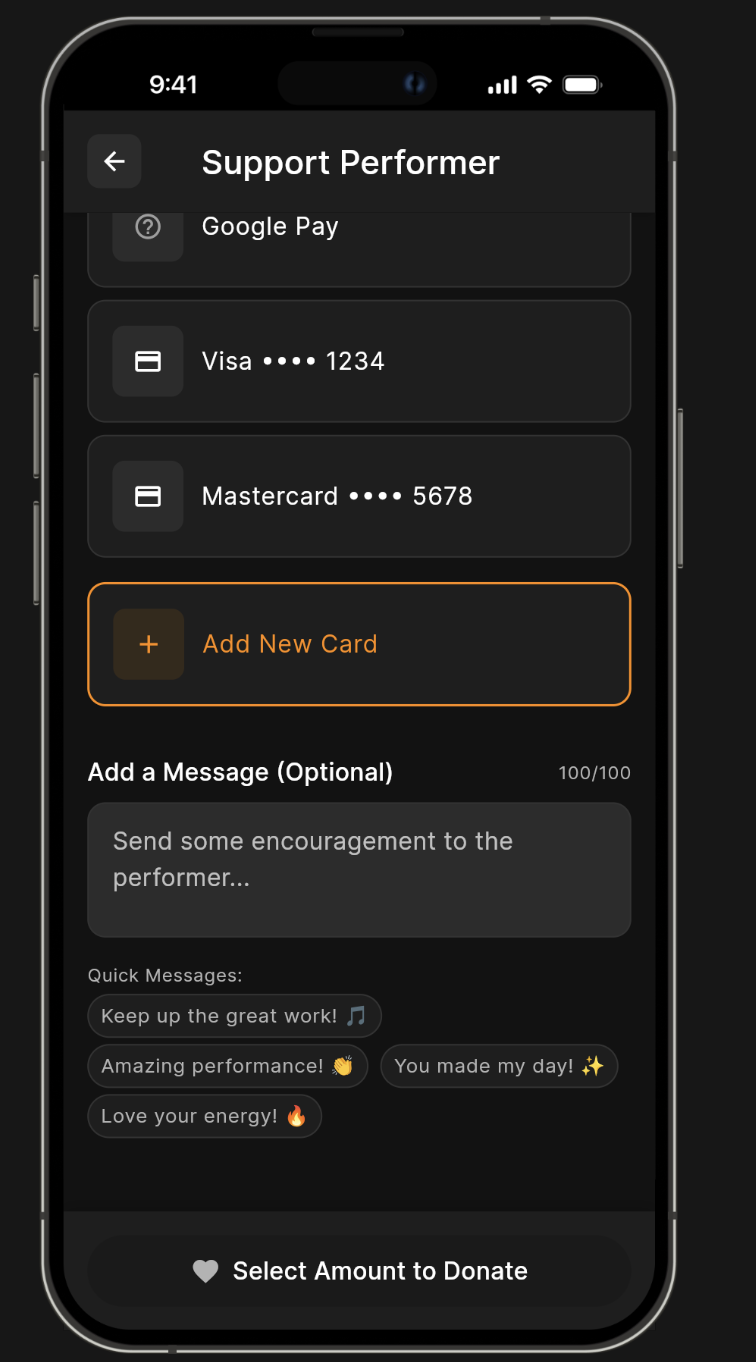 9:41
Support Performer
Google Pay
Visa •••• 1234
Mastercard •••• 5678
+ Add New Card
Add a Message (Optional) 100/100
Send some encouragement to the
performer...
Quick Messages:
Keep up the great work! 🎵
Amazing performance! 👏 You made my day! ✨
Love your energy! 🔥
Select Amount to Donate